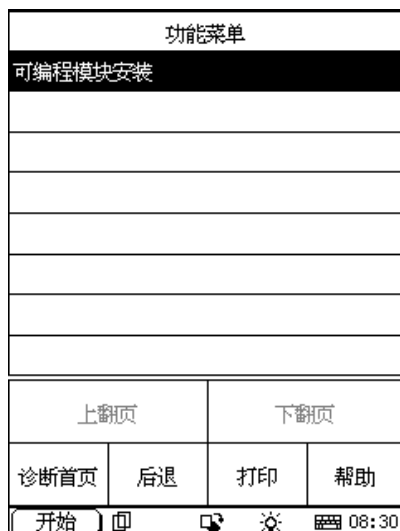 功能菜单
可编程模块安装
上翻页 下翻页
诊断首页 后退 打印 帮助
开始 08:30